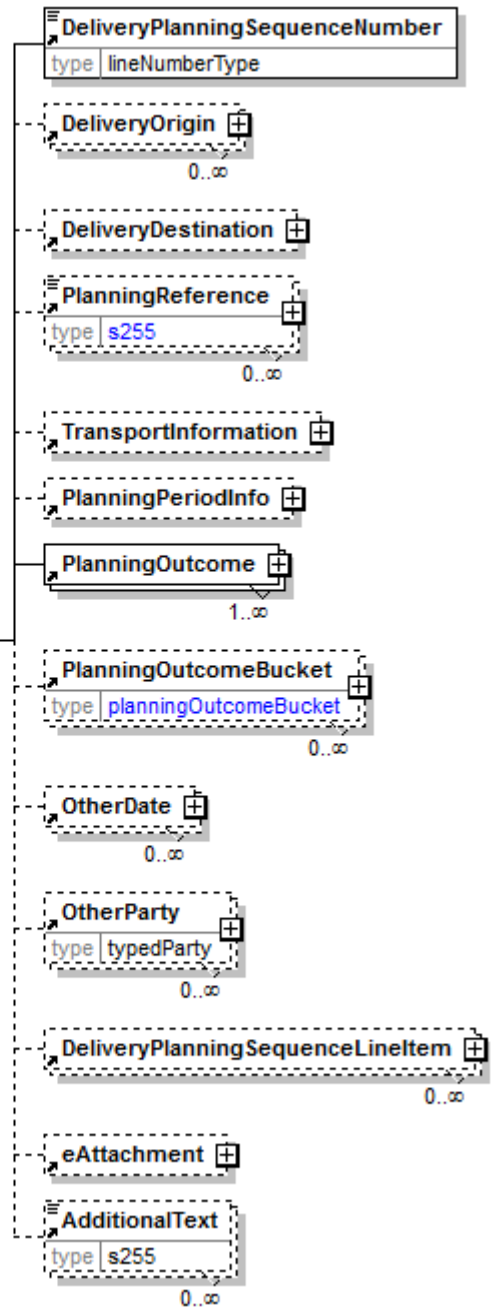 DeliveryPlanningSequenceNumber
type lineNumberType
DeliveryOrigin
0..∞
DeliveryDestination
PlanningReference
type s255
0..∞
TransportInformation
PlanningPeriodInfo
PlanningOutcome
1..∞
PlanningOutcomeBucket
type planningOutcomeBucket
0..∞
OtherDate
0..∞
OtherParty
type typedParty
0..∞
DeliveryPlanningSequenceLineItem
0..∞
eAttachment
AdditionalText
type s255
0..∞